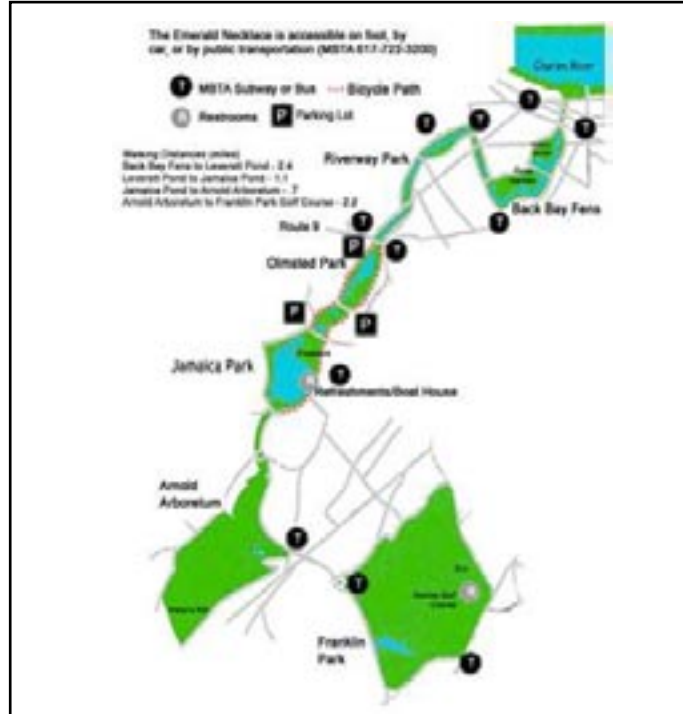 The Emerald Necklace is accessible on foot, by
car, or by public transportation (MBTA 617-722-3200)
T MBTA Subway or Bus Bicycle Path
Restrooms P Parking Lot
Walking Distances (miles)
Back Bay Fens to Leverett Pond - 2.4
Leverett Pond to Jamaica Pond - 1.1
Jamaica Pond to Arnold Arboretum - .7
Arnold Arboretum to Franklin Park Golf Course - 2.2
Charles River
T
T
T
T
Riverway Park
Back Bay Fens
T
Route 9
T
P
T
Olmsted Park
P
P
Jamaica Park
T
Refreshments/Boat House
Arnold
Arboretum
T
T
Zoo
Golf
Course
Franklin
Park
T